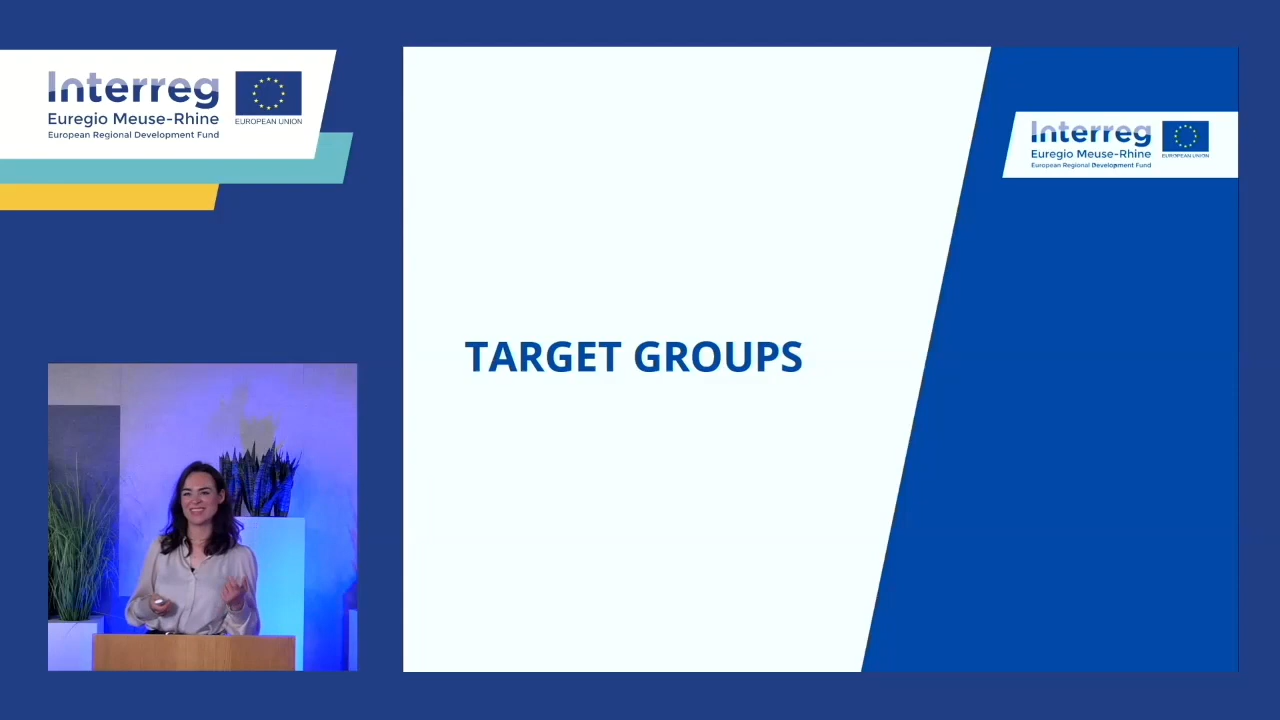 Interreg
Euregio Meuse-Rhine
European Regional Development Fund
EUROPEAN UNION
TARGET GROUPS
Interreg
Euregio Meuse-Rhine
European Regional Development Fund
EUROPEAN UNION